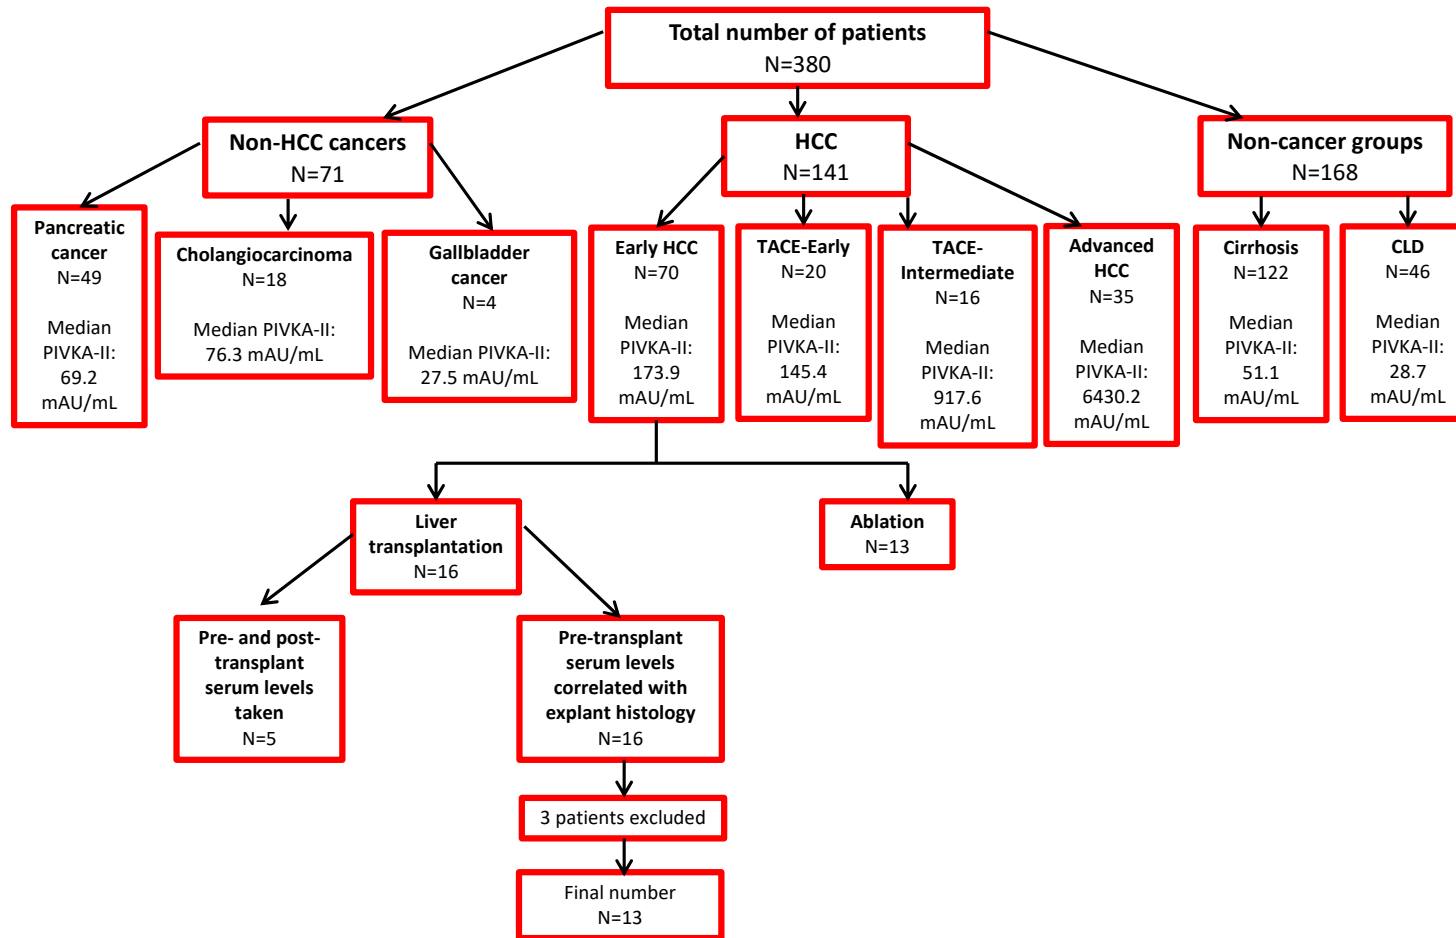 Total number of patients
N=380
Non-HCC cancers
N=71
HCC
N=141
Non-cancer groups
N=168
Pancreatic
cancer
N=49
Median
PIVKA-II:
69.2
mAU/mL
Cholangiocarcinoma
N=18
Median PIVKA-II:
76.3 mAU/mL
Gallbladder
cancer
N=4
Median PIVKA-II:
27.5 mAU/mL
Early HCC
N=70
Median
PIVKA-II:
173.9
mAU/mL
TACE-Early
N=20
Median
PIVKA-II:
145.4
mAU/mL
TACE-
Intermediate
N=16
Median
PIVKA-II:
917.6
mAU/mL
Advanced
HCC
N=35
Median
PIVKA-II:
6430.2
mAU/mL
Cirrhosis
N=122
Median
PIVKA-II:
51.1
mAU/mL
CLD
N=46
Median
PIVKA-II:
28.7
mAU/mL
Liver
transplantation
N=16
Ablation
N=13
Pre- and post-
transplant
serum levels
taken
N=5
Pre-transplant
serum levels
correlated with
explant histology
N=16
3 patients excluded
Final number
N=13